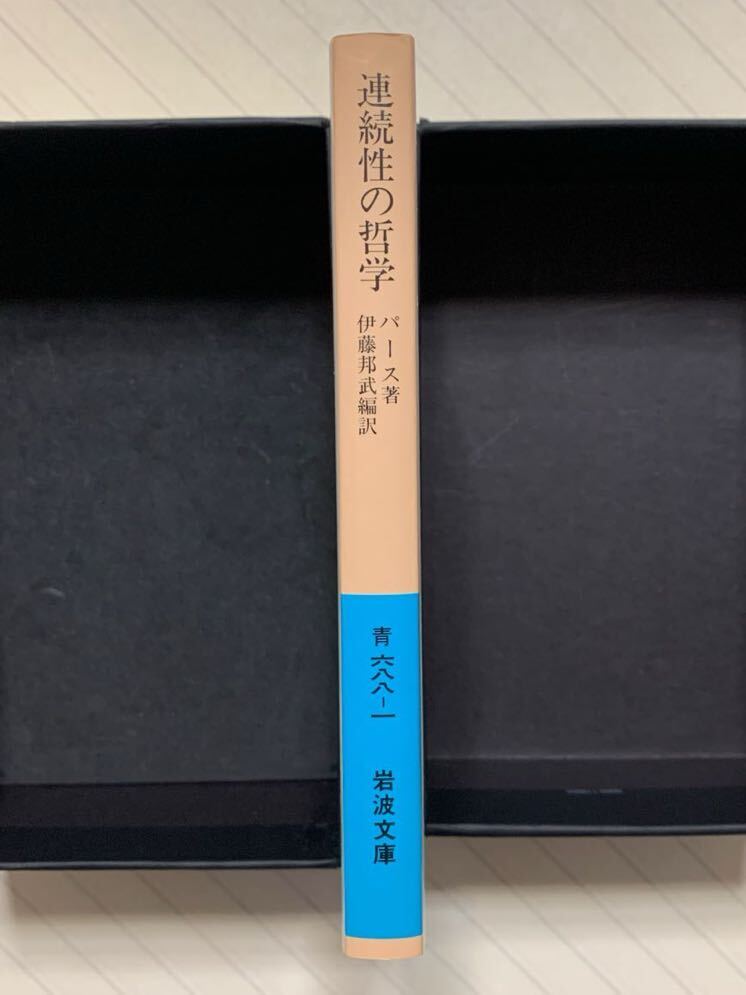 連続性の哲学
パース著
伊藤邦武編訳
青六八八-一
岩波文庫